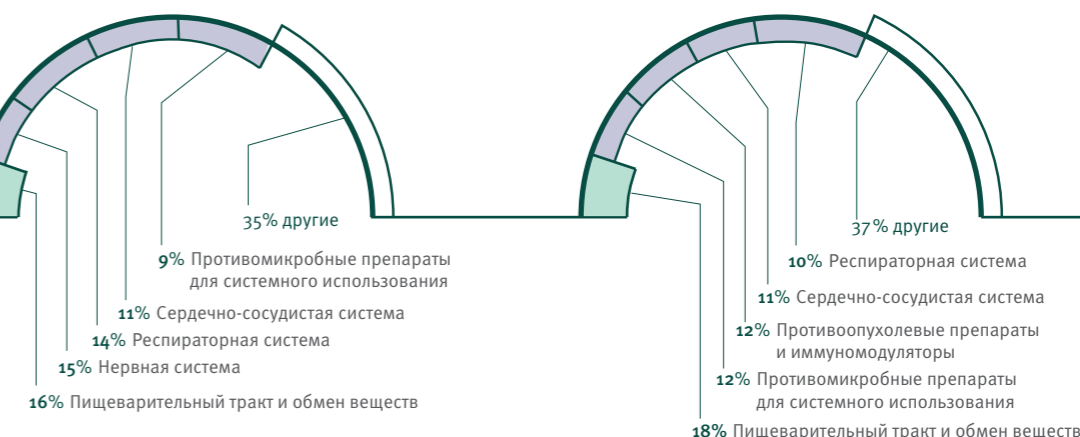 35% другие
9% Противомикробные препараты
для системного использования
11% Сердечно-сосудистая система
14% Респираторная система
15% Нервная система
16% Пищеварительный тракт и обмен веществ
37% другие
10% Респираторная система
11% Сердечно-сосудистая система
12% Противоопухолевые препараты
и иммуномодуляторы
12% Противомикробные препараты
для системного использования
18% Пищеварительный тракт и обмен веществ